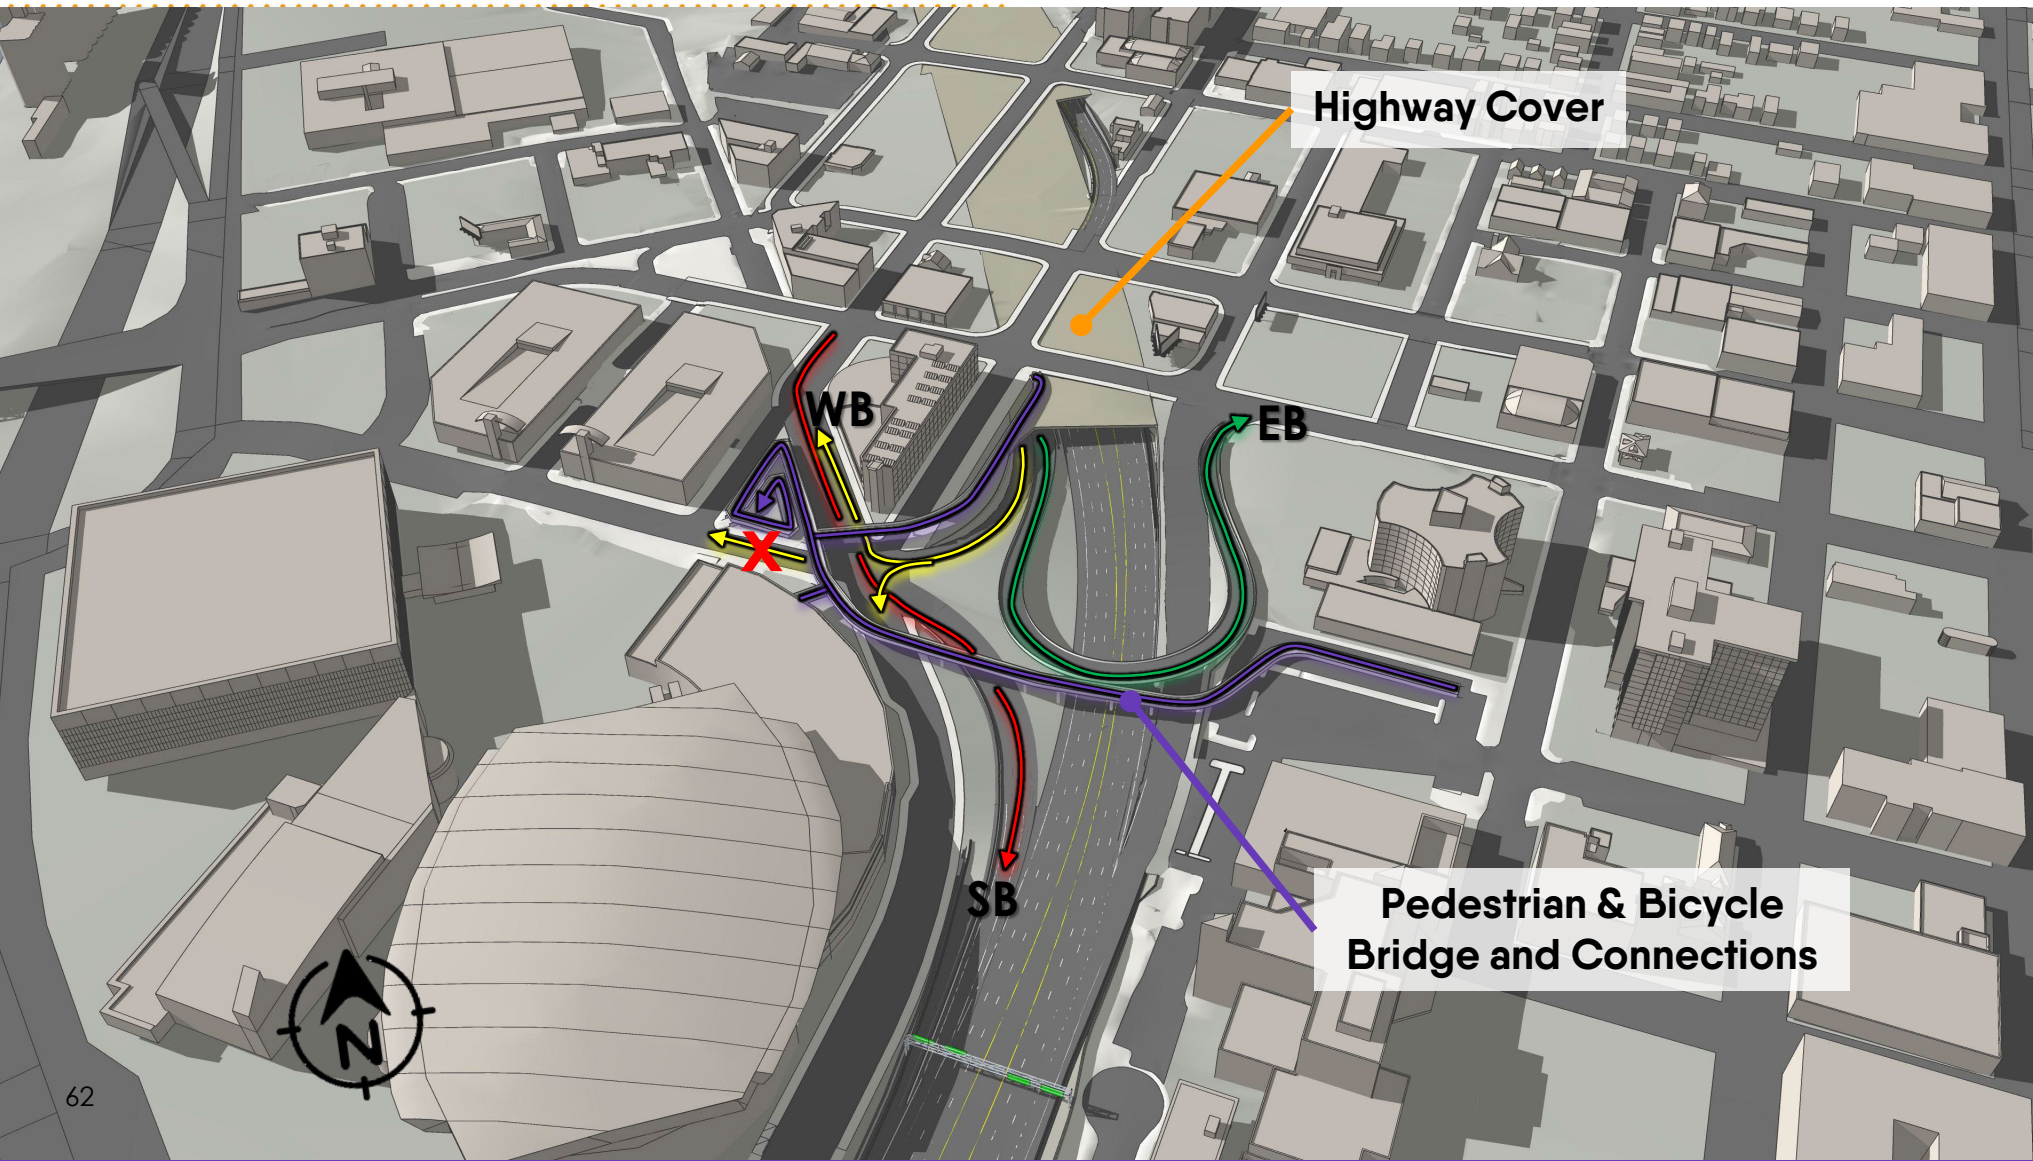 Highway Cover
WB
EB
X
Pedestrian & Bicycle
Bridge and Connections
SB
N
62